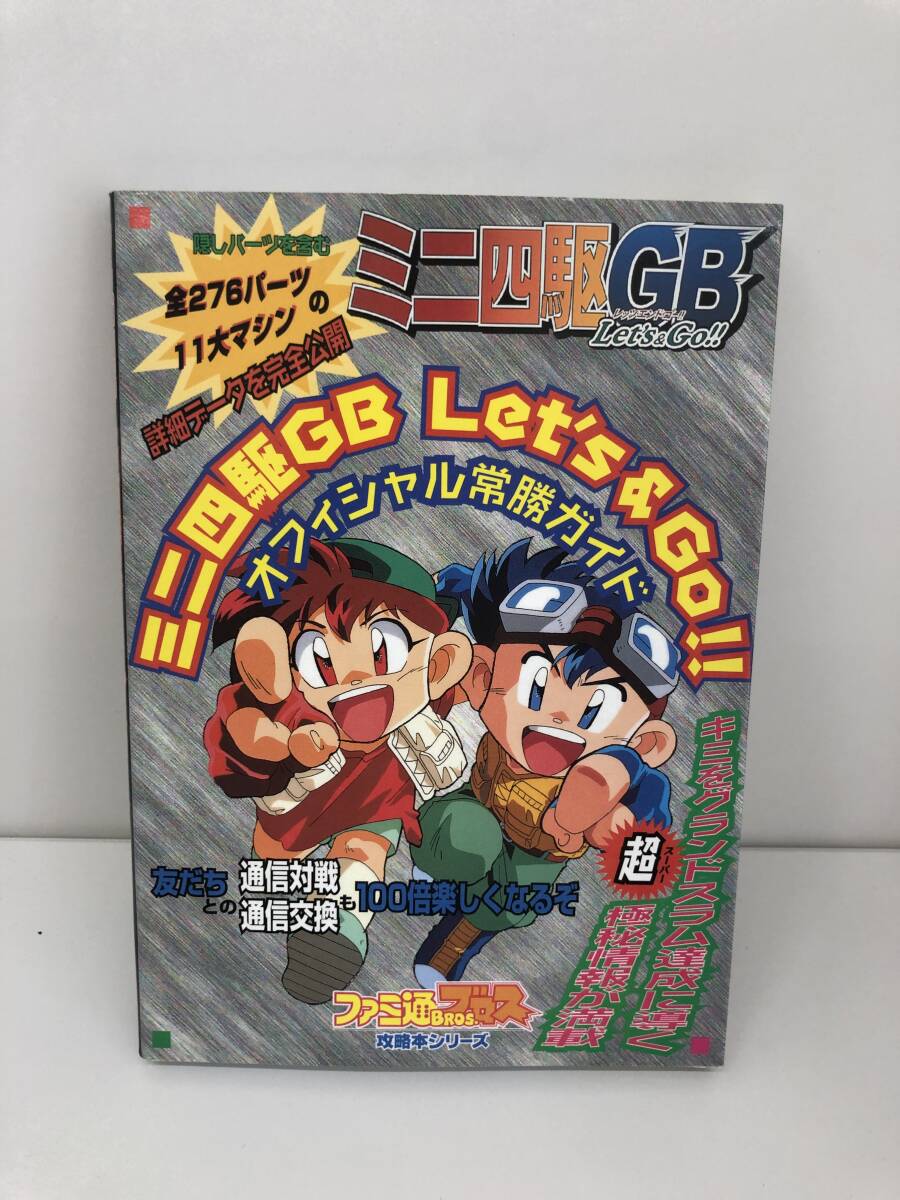 隠しパーツを含む
全276パーツ
11大マシン
の
詳細データを完全公開
ミニ四駆GB
レッツエンドゴー!!
Let's&Go!!
ミニ四駆GB Let's & Go!!
オフィシャル常勝ガイド
キミをグランドスラム達成に導く
超
スーパー
極秘情報が満載
友だち
との
通信対戦
通信交換
も
100倍楽しくなるぞ
ファミ通ブロス
BROS.
攻略本シリーズ